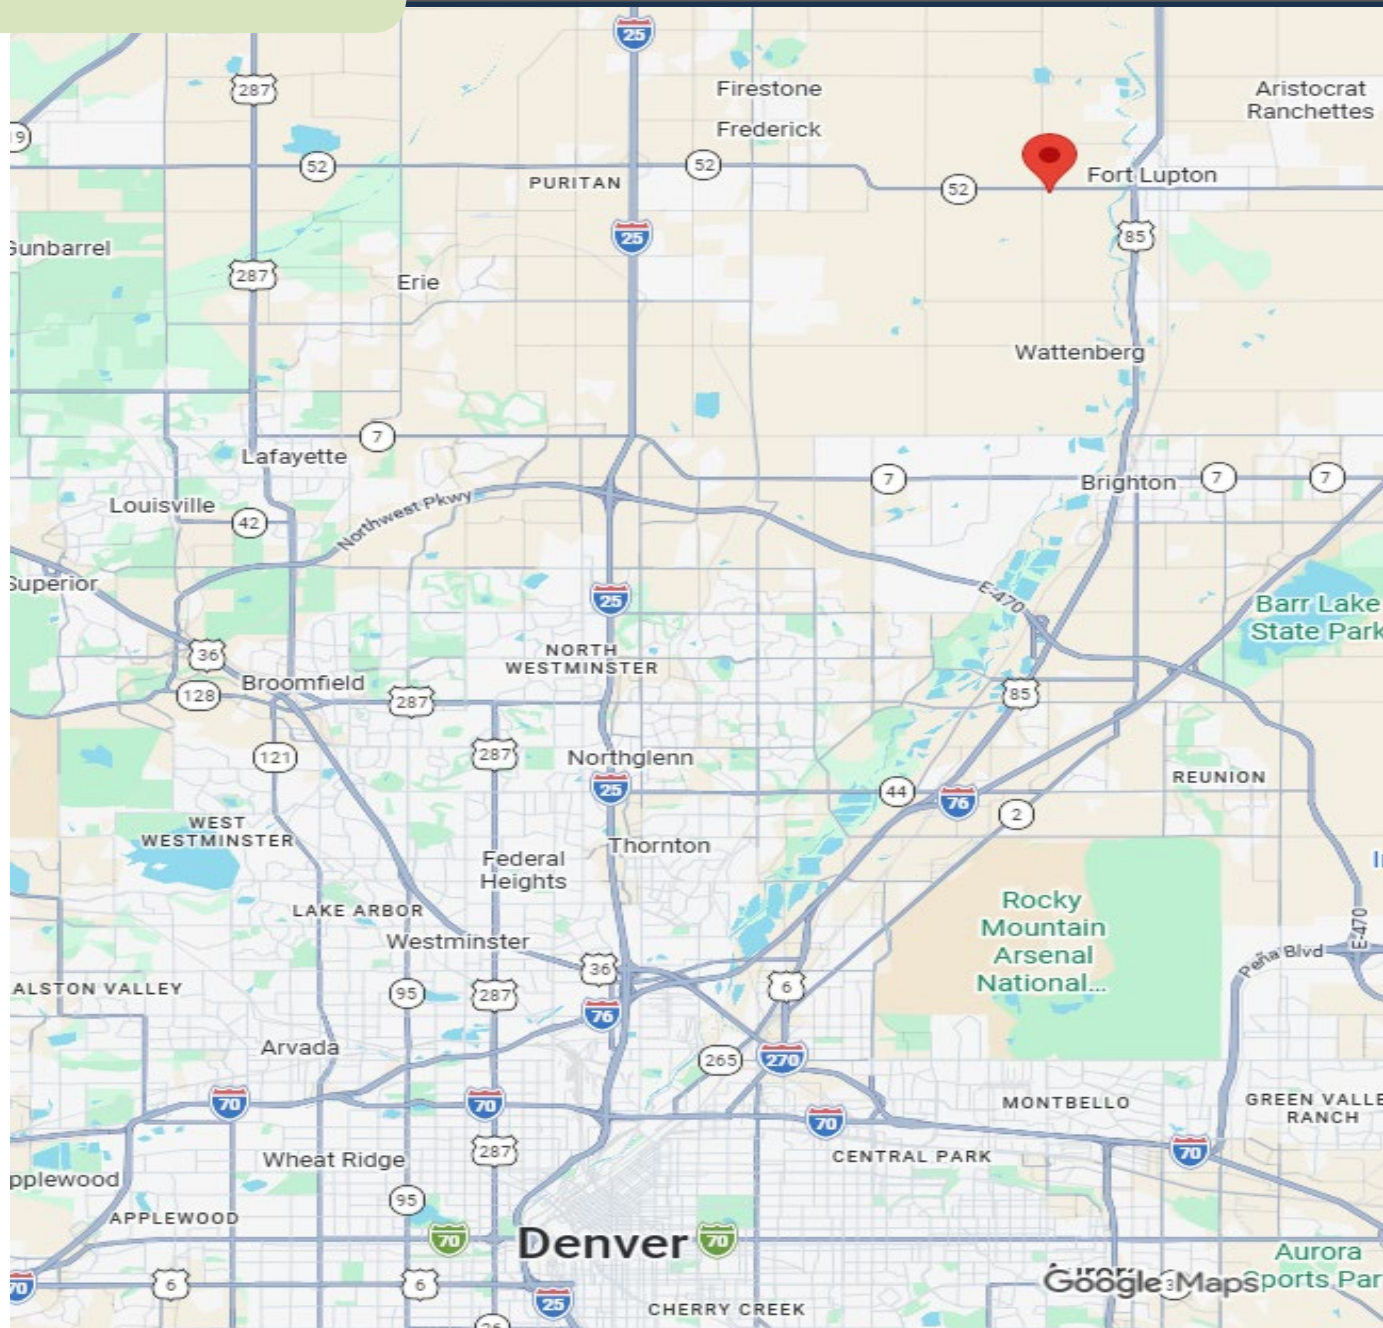 25
287
Firestone
Aristocrat
Ranchettes
Frederick
19
52
52
PURITAN
52
Fort Lupton
25
85
Gunbarrel
287
Erie
Wattenberg
7
Lafayette
7
Brighton
7
7
Northwest Pkwy
Louisville
42
Superior
25
E-470
Barr Lake
State Park
36
NORTH
WESTMINSTER
128
Broomfield
287
85
121
287
Northglenn
REUNION
25
44
76
2
WEST
WESTMINSTER
Thornton
Federal
Heights
Rocky
Mountain
Arsenal
National...
LAKE ARBOR
Westminster
E-470
Peña Blvd
36
ALSTON VALLEY
95
287
6
76
Arvada
265
270
70
70
70
MONTBELLO
GREEN VALLE
RANCH
287
70
Wheat Ridge
CENTRAL PARK
pplewood
95
APPLEWOOD
70
Denver
70
Aurora
Sports Par
70
6
6
Aurora
Google Maps
25
CHERRY CREEK